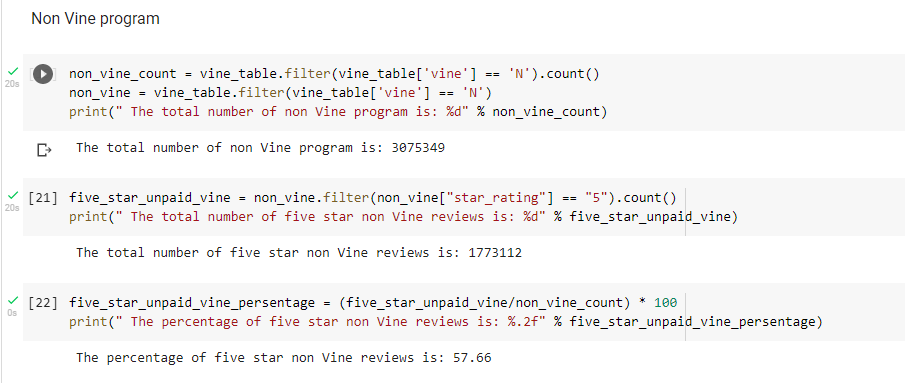 Non Vine program
non_vine_count = vine_table.filter(vine_table['vine'] == 'N').count()
20s
non_vine = vine_table.filter(vine_table['vine'] == 'N')
print(" The total number of non Vine program is: %d" % non_vine_count)
The total number of non Vine program is: 3075349
[21] five_star_unpaid_vine = non_vine.filter(non_vine["star_rating"] == "5").count()
20s
print(" The total number of five star non Vine reviews is: %d" % five_star_unpaid_vine)
The total number of five star non Vine reviews is: 1773112
[22] five_star_unpaid_vine_persentage = (five_star_unpaid_vine/non_vine_count) * 100
0s
print(" The percentage of five star non Vine reviews is: %.2f" % five_star_unpaid_vine_persentage)
The percentage of five star non Vine reviews is: 57.66